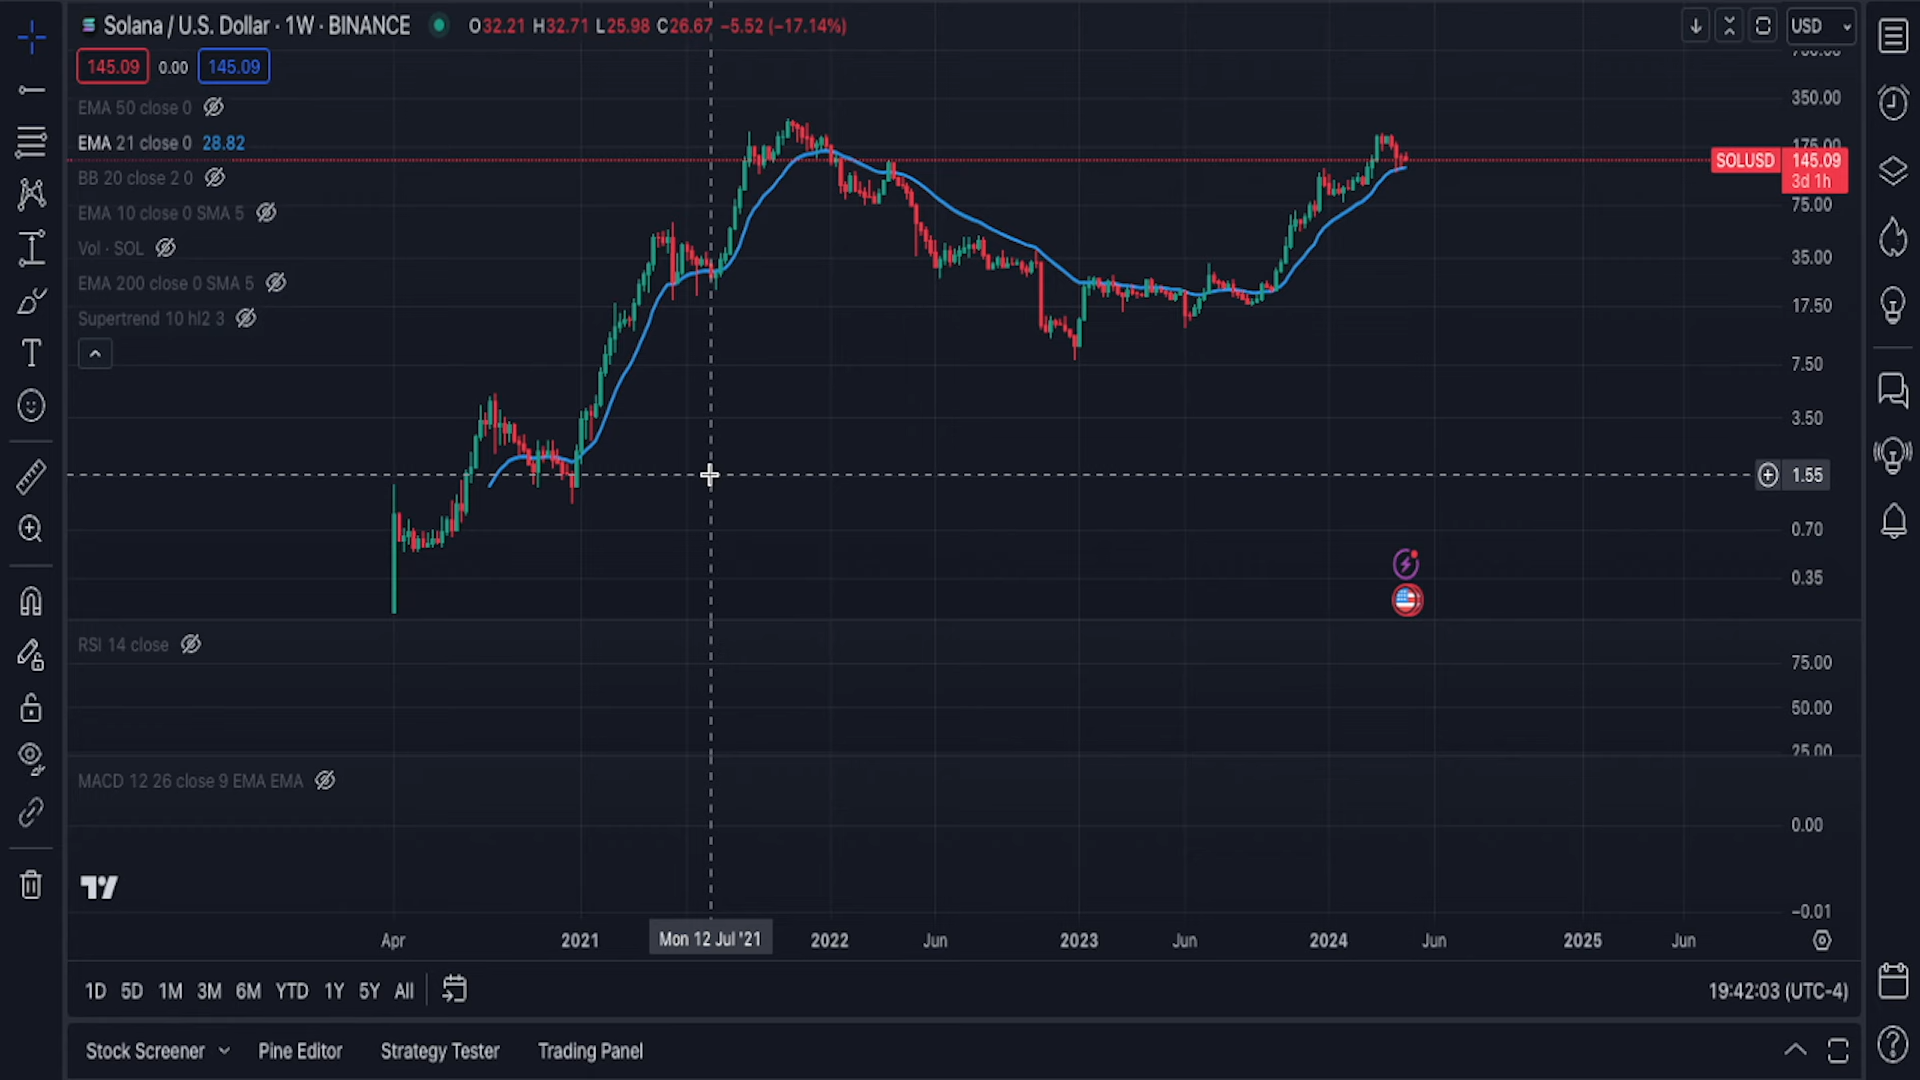 Solana / U.S. Dollar · 1W · BINANCE O32.21 H32.71 L25.98 C26.67 −5.52 (−17.14%)
USD
145.09 0.00 145.09
EMA 50 close 0
EMA 21 close 0 28.82
BB 20 close 2 0
EMA 10 close 0 SMA 5
Vol · SOL
EMA 200 close 0 SMA 5
Supertrend 10 hl2 3
350.00
175.00
SOLUSD 145.09
3d 1h
75.00
35.00
17.50
7.50
3.50
1.55
0.70
0.35
RSI 14 close
75.00
50.00
25.00
MACD 12 26 close 9 EMA EMA
0.00
−0.01
Apr 2021 Mon 12 Jul '21 2022 Jun 2023 Jun 2024 Jun 2025 Jun
1D 5D 1M 3M 6M YTD 1Y 5Y All 19:42:03 (UTC-4)
Stock Screener Pine Editor Strategy Tester Trading Panel